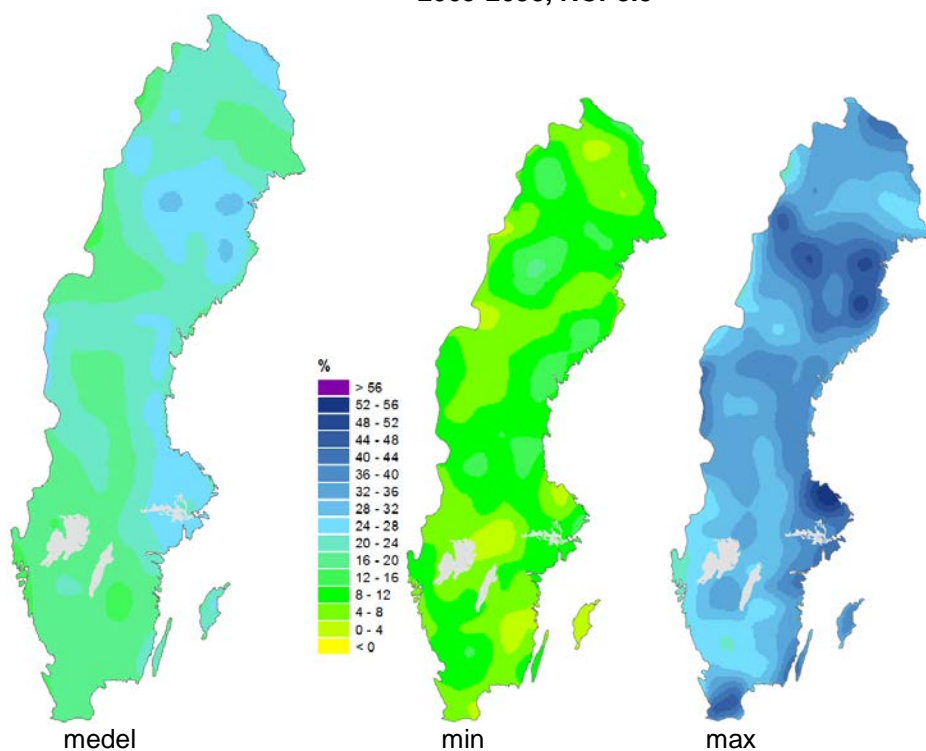 %
> 56
52 - 56
48 - 52
44 - 48
40 - 44
36 - 40
32 - 36
28 - 32
24 - 28
20 - 24
16 - 20
12 - 16
8 - 12
4 - 8
0 - 4
< 0
medel
min
max